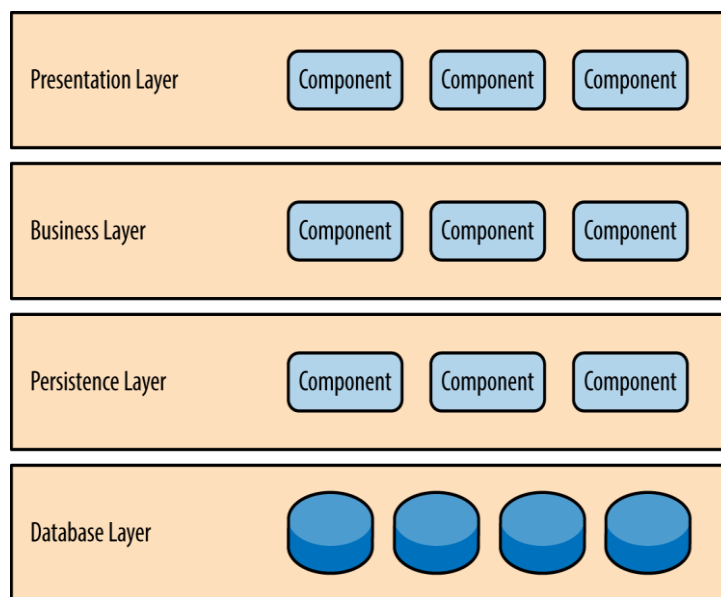 Presentation Layer
Component Component Component
Business Layer
Component Component Component
Persistence Layer
Component Component Component
Database Layer